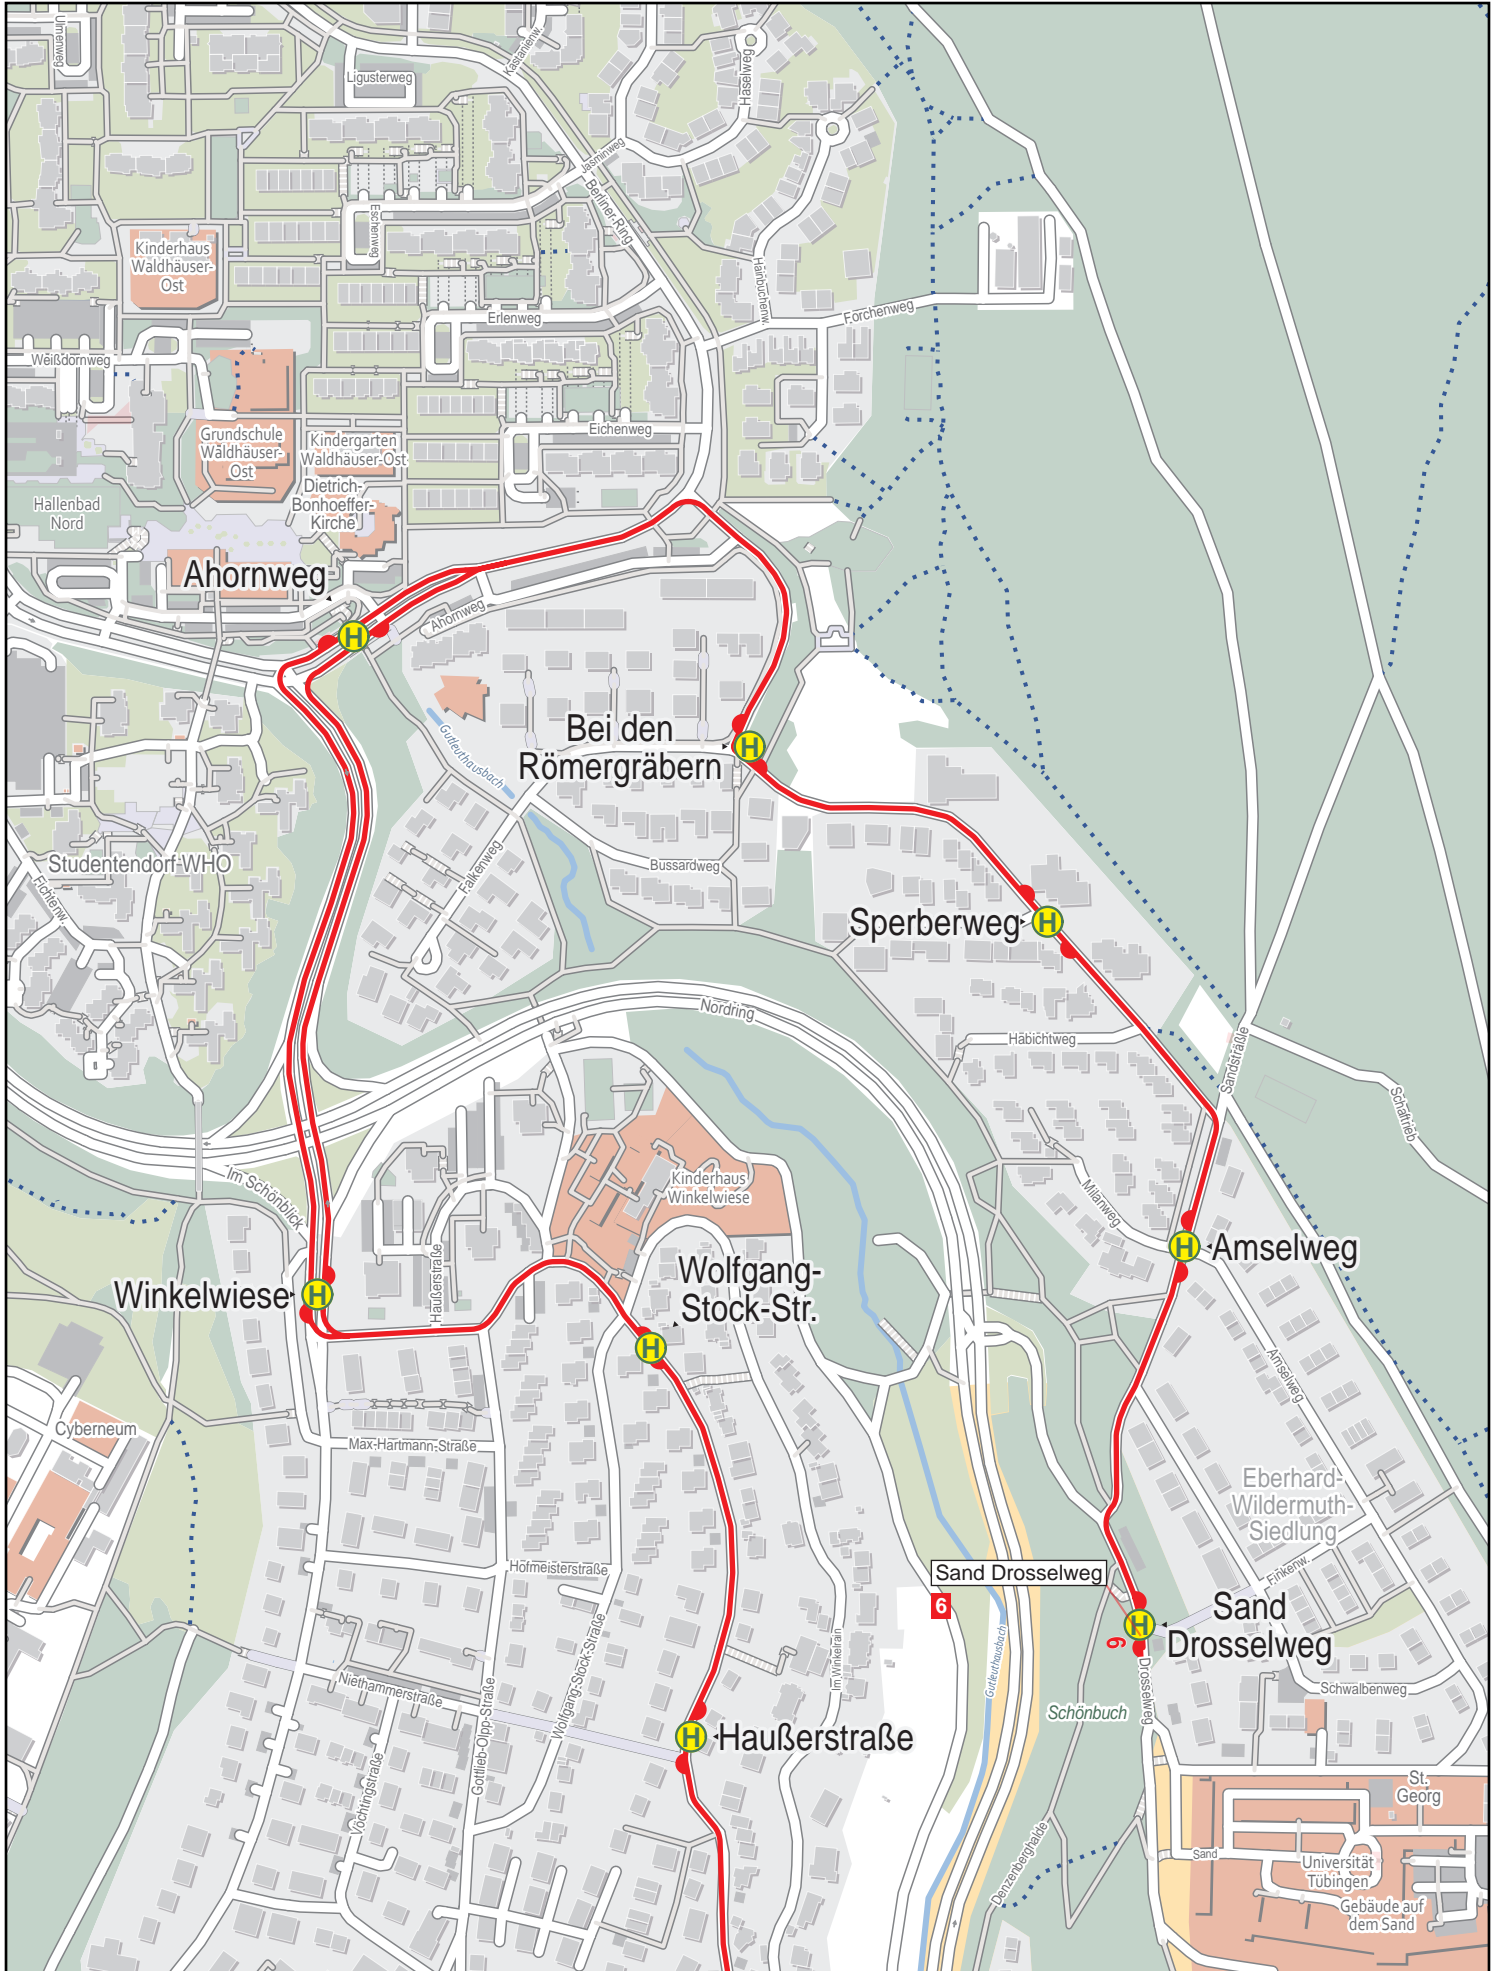 Ulmenweg
Ligusterweg
Kastanienw.
Haselweg
Jasminweg
Berliner-Ring
Eschenweg
Kinderhaus
Waldhäuser-
Ost
Hainbuchenw.
Forchenweg
Erlenweg
Weißdornweg
Eichenweg
Grundschule
Waldhäuser-
Ost
Kindergarten
Waldhäuser-Ost
Dietrich-
Bonhoeffer-
Kirche
Hallenbad
Nord
Ahornweg
H
Ahornweg
Gutleuthausbach
Bei den
Römergräbern
H
Studentendorf-WHO
Fichtenw.
Falkenweg
Bussardweg
Sperberweg
H
Nordring
Habichtweg
Sandsträßle
Schaftrieb
Im Schönblick
Kinderhaus
Winkelwiese
Milanweg
Haußerstraße
Winkelwiese
H
Wolfgang-
Stock-Str.
H
H
Amselweg
Amselweg
Cyberneum
Max-Hartmann-Straße
Eberhard-
Wildermuth-
Siedlung
Hofmeisterstraße
Sand Drosselweg
6
Finkenw.
Sand
Drosselweg
H
6
Wolfgang-Stock-Straße
Im Winkelrain
Gutleuthausbach
Drosselweg
Niethammerstraße
Gottlieb-Olpp-Straße
Schwalbenweg
Schönbuch
H
Haußerstraße
Vöchtingstraße
St.
Georg
Denzenberghalde
Sand
Universität
Tübingen
Gebäude auf
dem Sand